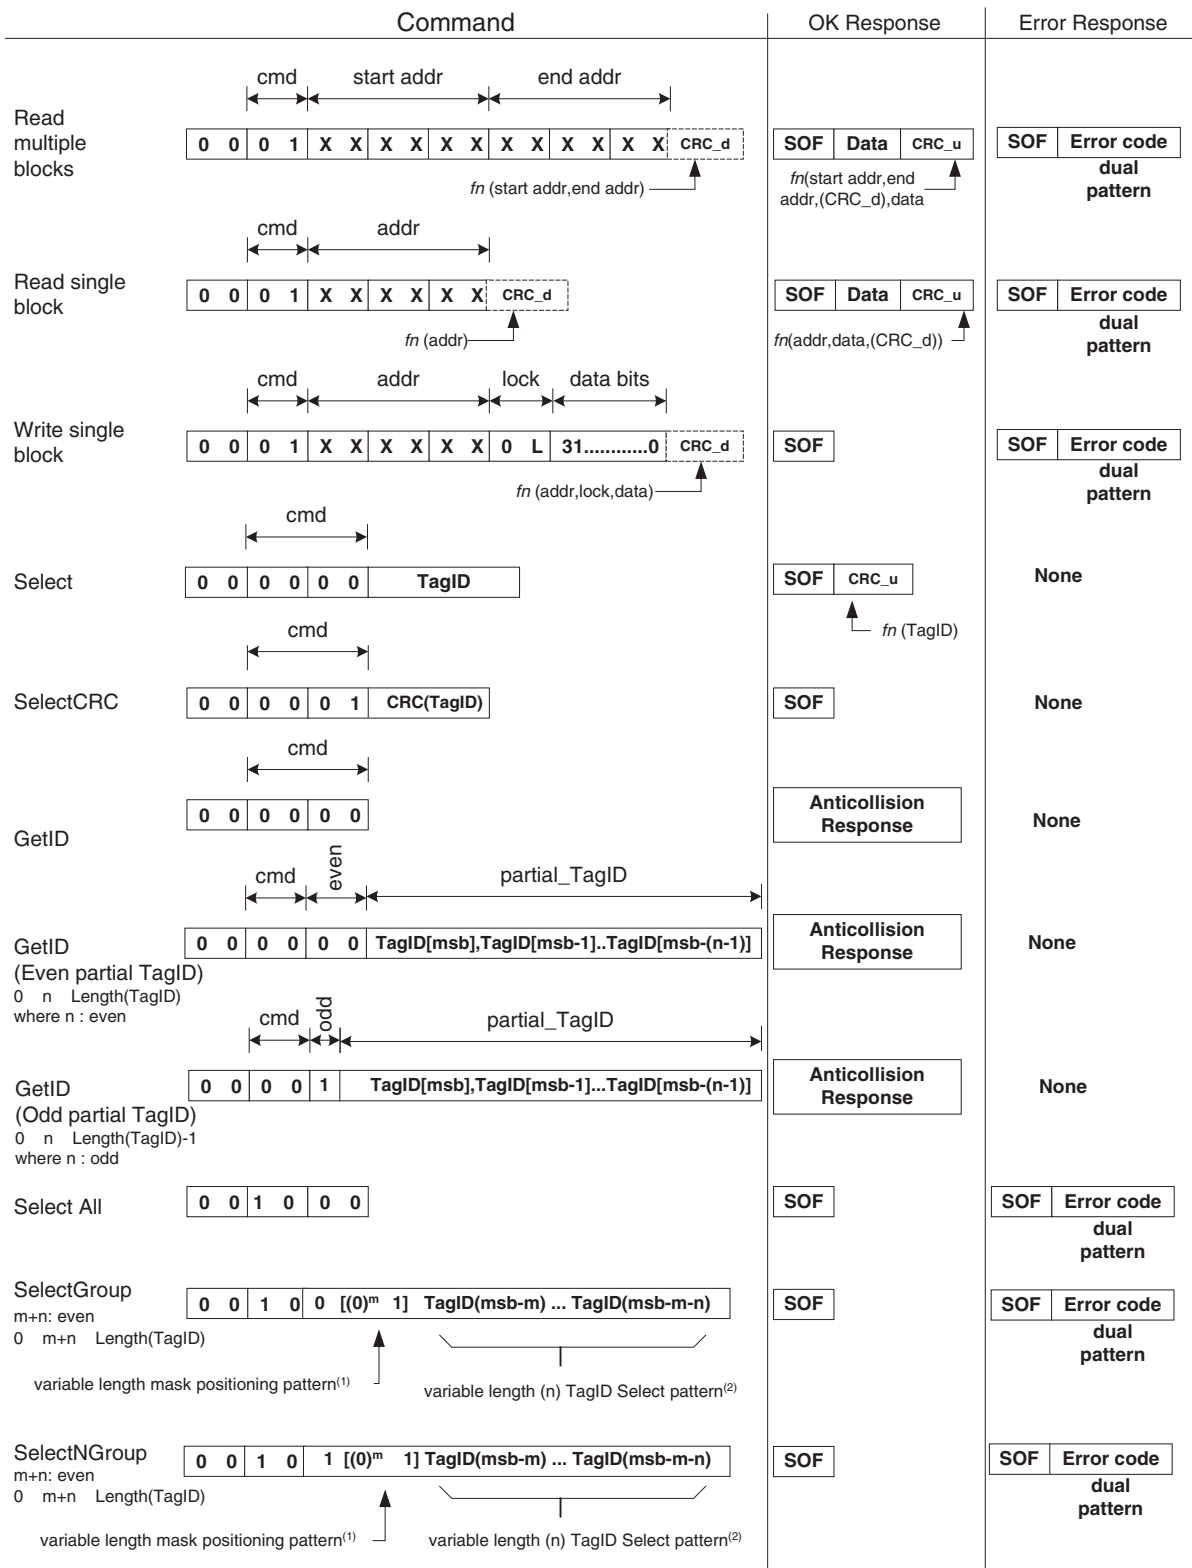 Command OK Response Error Response
cmd start addr end addr
Read
multiple
blocks
0 0 0 1 X X X X X X X X X X X X CRC_d
SOF Data CRC_u
SOF Error code
dual
pattern
fn (start addr,end addr)
fn(start addr,end
addr,(CRC_d),data
cmd addr
Read single
block
0 0 0 1 X X X X X X CRC_d
SOF Data CRC_u
SOF Error code
dual
pattern
fn (addr)
fn(addr,data,(CRC_d))
cmd addr lock data bits
Write single
block
0 0 0 1 X X X X X X 0 L 31............0 CRC_d
SOF
SOF Error code
dual
pattern
fn (addr,lock,data)
cmd
Select
0 0 0 0 0 0 TagID
SOF CRC_u
None
fn (TagID)
cmd
SelectCRC
0 0 0 0 0 1 CRC(TagID)
SOF
None
cmd
GetID
0 0 0 0 0 0
Anticollision
Response
None
cmd even partial_TagID
GetID
(Even partial TagID)
0 n Length(TagID)
where n : even
0 0 0 0 0 0 TagID[msb],TagID[msb-1]..TagID[msb-(n-1)]
Anticollision
Response
None
cmd odd partial_TagID
GetID
(Odd partial TagID)
0 n Length(TagID)-1
where n : odd
0 0 0 0 1 TagID[msb],TagID[msb-1]...TagID[msb-(n-1)]
Anticollision
Response
None
Select All
0 0 1 0 0 0
SOF
SOF Error code
dual
pattern
SelectGroup
m+n: even
0 m+n Length(TagID)
0 0 1 0 0 [(0)ᵐ 1] TagID(msb-m) ... TagID(msb-m-n)
SOF
SOF Error code
dual
pattern
variable length mask positioning pattern⁽¹⁾
variable length (n) TagID Select pattern⁽²⁾
SelectNGroup
m+n: even
0 m+n Length(TagID)
0 0 1 0 1 [(0)ᵐ 1] TagID(msb-m) ... TagID(msb-m-n)
SOF
SOF Error code
dual
pattern
variable length mask positioning pattern⁽¹⁾
variable length (n) TagID Select pattern⁽²⁾